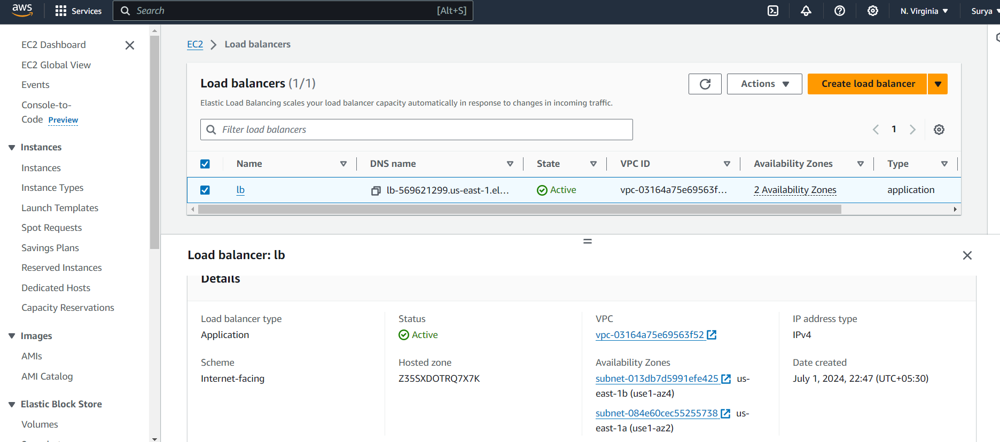 aws Services Search [Alt+S] N. Virginia Surya
EC2 Dashboard
EC2 Global View
Events
Console-to-
Code Preview
Instances
Instances
Instance Types
Launch Templates
Spot Requests
Savings Plans
Reserved Instances
Dedicated Hosts
Capacity Reservations
Images
AMIs
AMI Catalog
Elastic Block Store
Volumes
EC2 Load balancers
Load balancers (1/1)
Actions
Create load balancer
Elastic Load Balancing scales your load balancer capacity automatically in response to changes in incoming traffic.
Filter load balancers
1
Name DNS name State VPC ID Availability Zones Type
lb lb-569621299.us-east-1.el... Active vpc-03164a75e69563f... 2 Availability Zones application
Load balancer: lb
Details
Load balancer type
Application
Scheme
Internet-facing
Status
Active
Hosted zone
Z35SXDOTRQ7X7K
VPC
vpc-03164a75e69563f52
Availability Zones
subnet-013db7d5991efe425 us-
east-1b (use1-az4)
subnet-084e60cec55255738 us-
east-1a (use1-az2)
IP address type
IPv4
Date created
July 1, 2024, 22:47 (UTC+05:30)